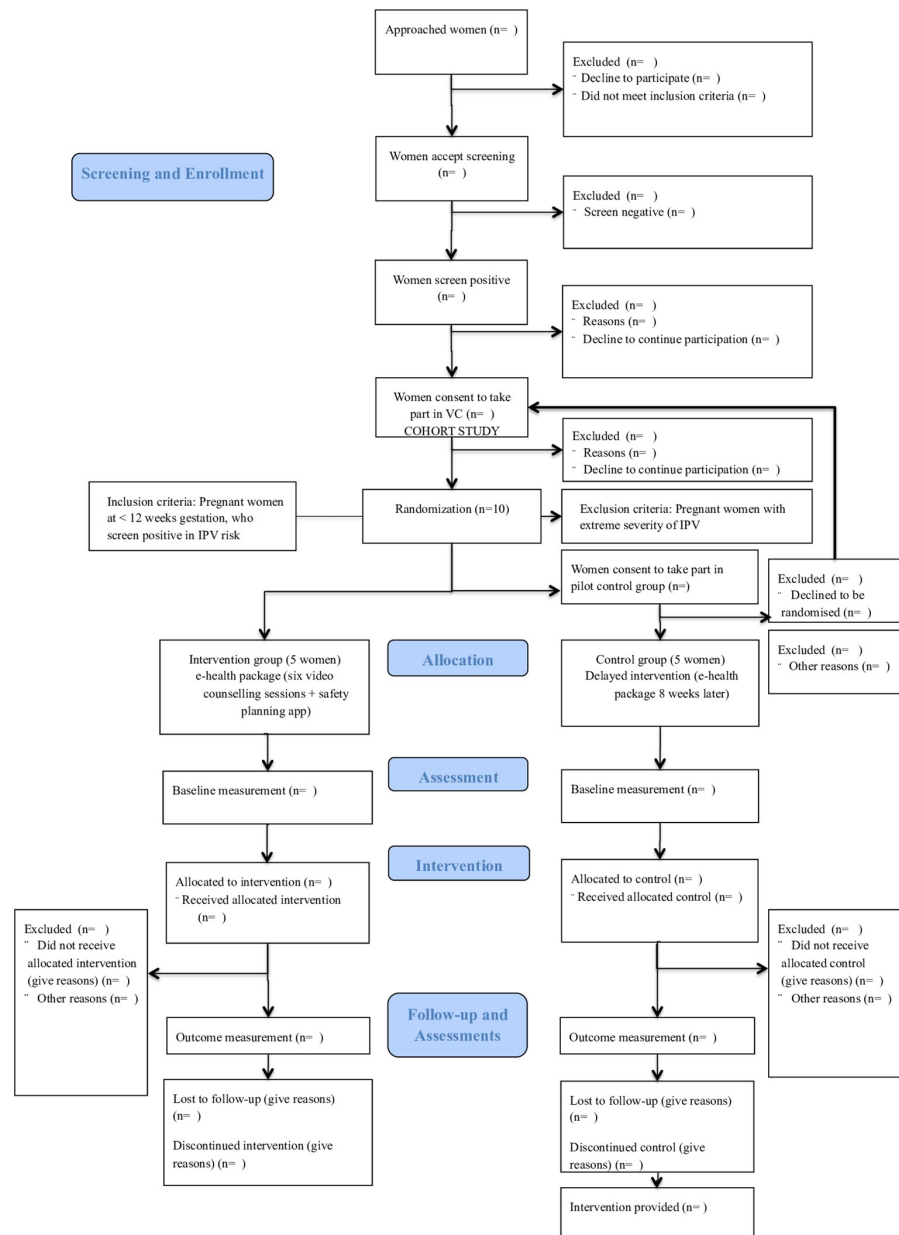 Approached women (n=  )
Excluded  (n=   )
¨ Decline to participate (n=  )
¨ Did not meet inclusion criteria (n=  )
Screening and Enrollment
Women accept screening
(n=  )
Excluded  (n=   )
¨  Screen negative (n=  )
Women screen positive
(n=  )
Excluded  (n=   )
¨  Reasons (n=  )
¨  Decline to continue participation (n=  )
Women consent to take
part in VC (n=  )
COHORT STUDY
Excluded  (n=   )
¨  Reasons (n=  )
¨  Decline to continue participation (n=  )
Inclusion criteria: Pregnant women
at < 12 weeks gestation, who
screen positive in IPV risk
Randomization (n=10)
Exclusion criteria: Pregnant women with
extreme severity of IPV
Women consent to take part in
pilot control group (n=)
Excluded  (n=   )
¨  Declined to be
randomised (n=  )
Excluded  (n=   )
¨  Other reasons (n=  )
Allocation
Intervention group (5 women)
e-health package (six video
counselling sessions + safety
planning app)
Control group (5 women)
Delayed intervention (e-health
package 8 weeks later)
Assessment
Baseline measurement (n=  )
Baseline measurement (n=  )
Intervention
Allocated to intervention (n=  )
¨ Received allocated intervention
(n=  )
Allocated to control (n=  )
¨ Received allocated control (n=  )
Excluded  (n=   )
¨  Did not receive
allocated intervention
(give reasons) (n=  )
¨  Other reasons (n=  )
Excluded  (n=   )
¨  Did not receive
allocated control
(give reasons) (n=  )
¨  Other reasons (n=  )
Follow-up and
Assessments
Outcome measurement (n=  )
Outcome measurement (n=  )
Lost to follow-up (give reasons)
(n=  )
Discontinued intervention (give
reasons) (n=  )
Lost to follow-up (give reasons)
(n=  )
Discontinued control (give
reasons) (n=  )
Intervention provided (n=  )